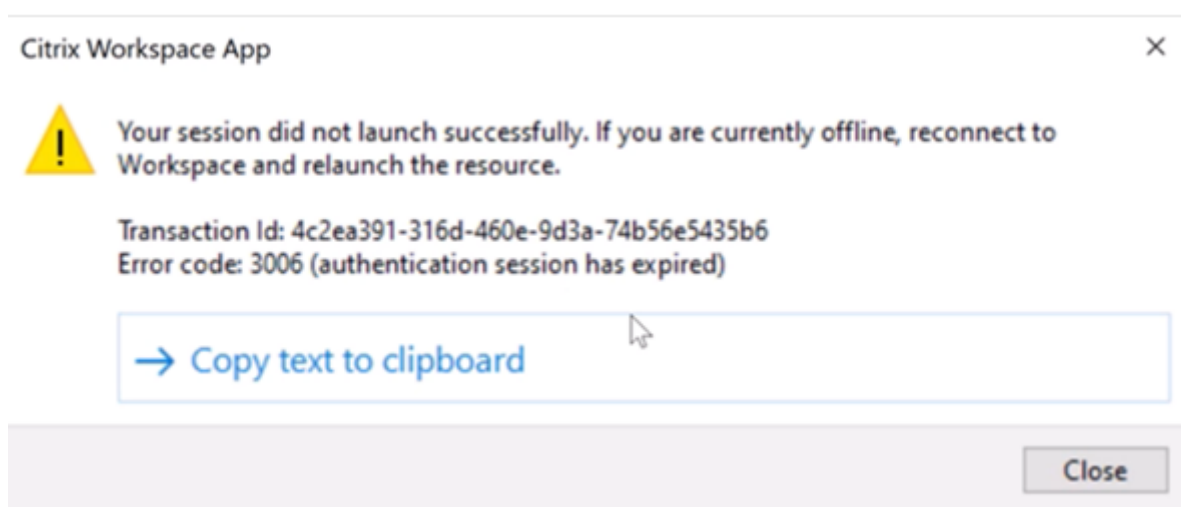 Citrix Workspace App
Your session did not launch successfully. If you are currently offline, reconnect to
Workspace and relaunch the resource.
Transaction Id: 4c2ea391-316d-460e-9d3a-74b56e5435b6
Error code: 3006 (authentication session has expired)
Copy text to clipboard
Close